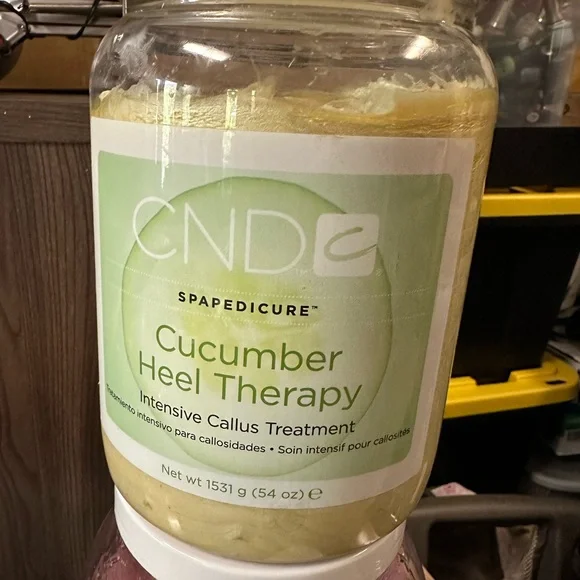 CND
SPAPEDICURE™
Cucumber
Heel Therapy
Intensive Callus Treatment
Tratamiento intensivo para callosidades • Soin intensif pour callosités
Net wt 1531 g (54 oz) ℮